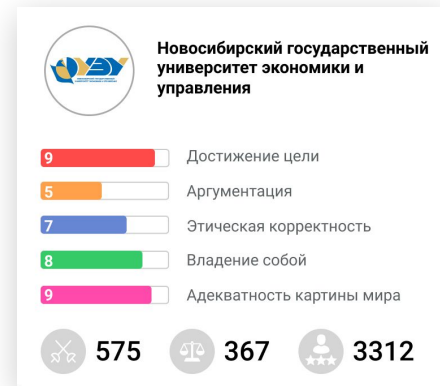 Новосибирский государственный
университет экономики и
управления
9 Достижение цели
5 Аргументация
7 Этическая корректность
8 Владение собой
9 Адекватность картины мира
575 367 3312